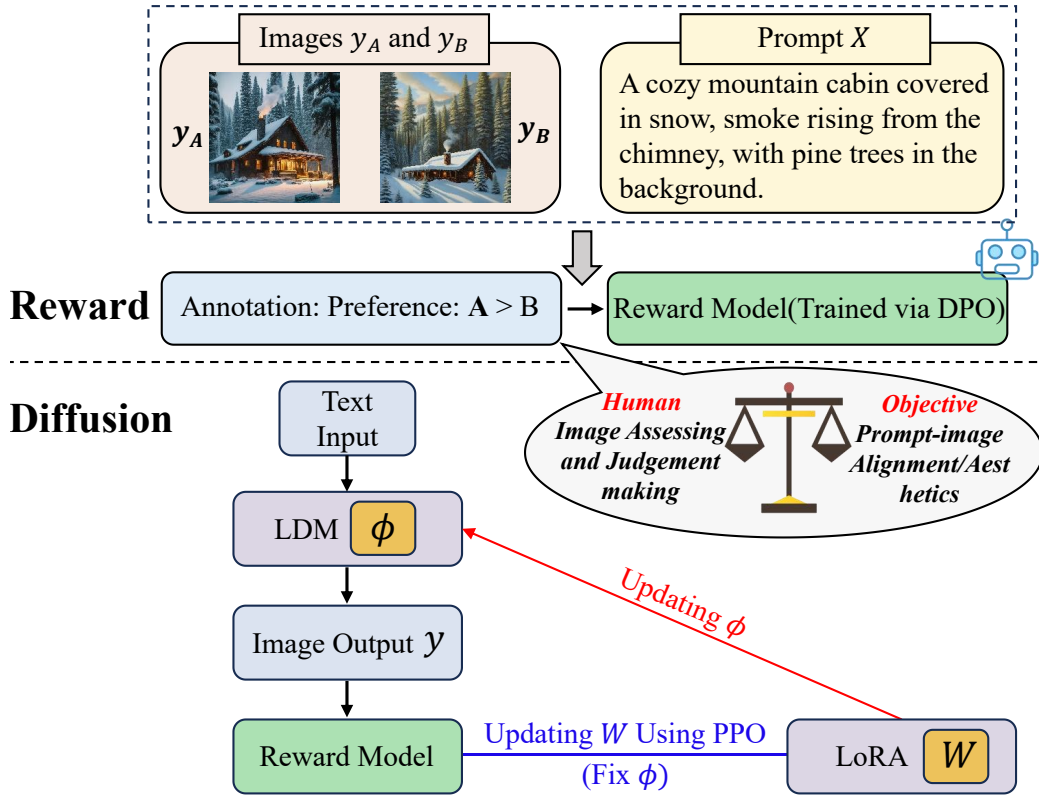 Images y_A and y_B
Prompt X
y_A
y_B
A cozy mountain cabin covered
in snow, smoke rising from the
chimney, with pine trees in the
background.
Reward
Annotation: Preference: A > B
Reward Model(Trained via DPO)
Diffusion
Text
Input
Human
Image Assessing
and Judgement
making
Objective
Prompt-image
Alignment/Aest
hetics
LDM ϕ
Updating ϕ
Image Output y
Reward Model
Updating W Using PPO
(Fix ϕ)
LoRA W